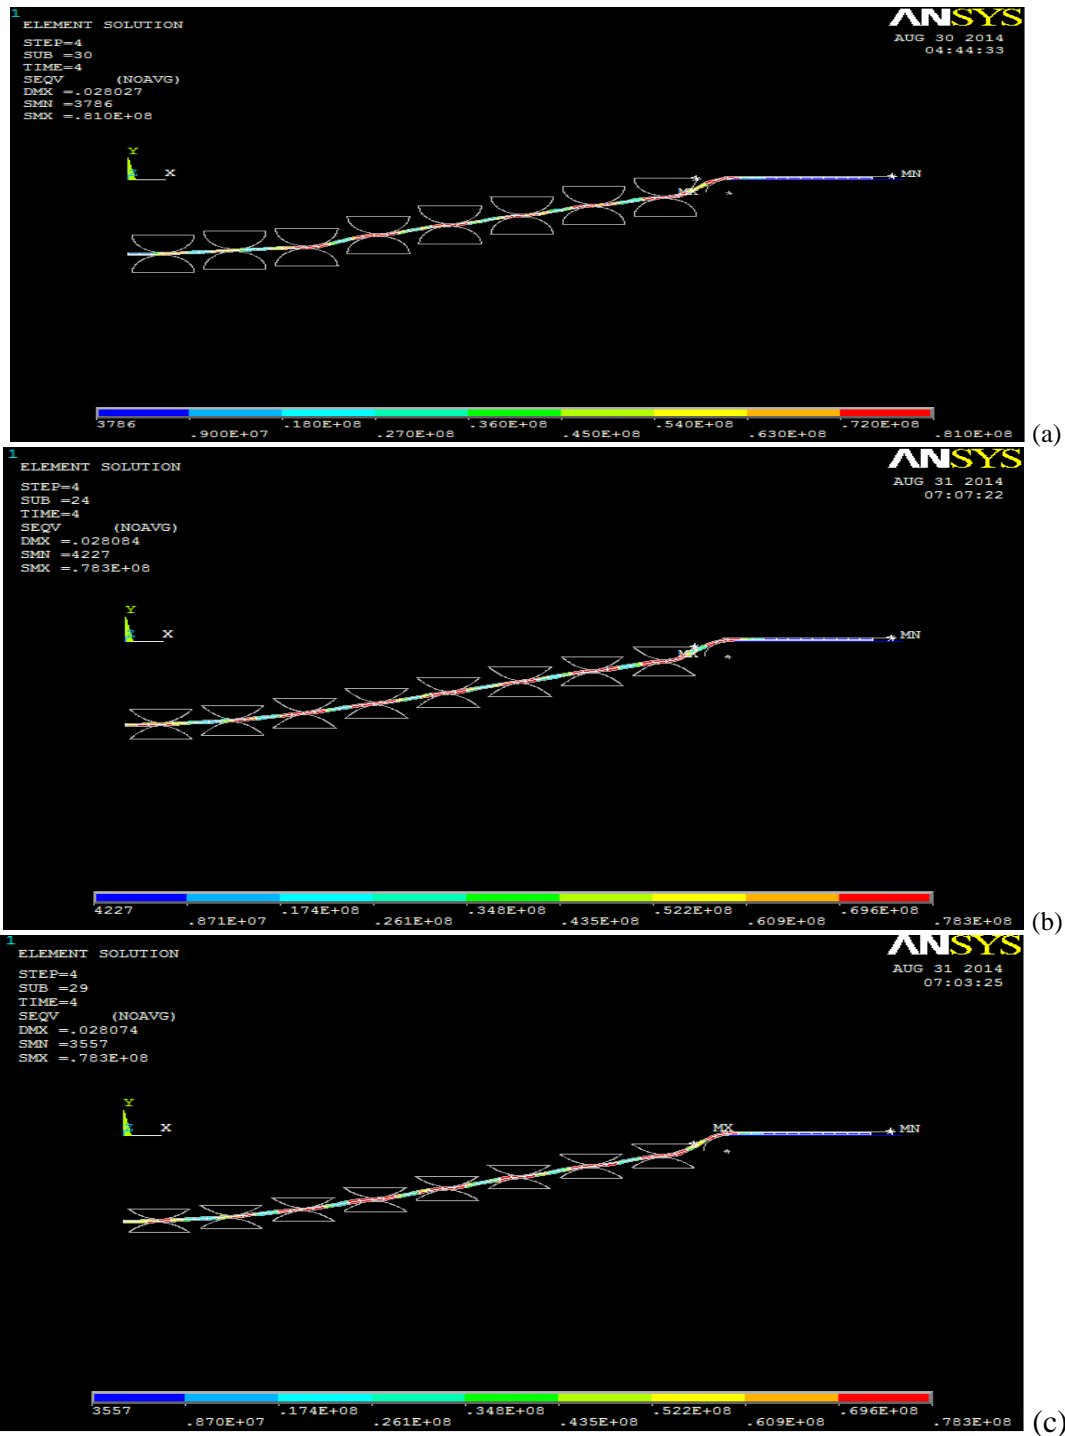 1
ELEMENT SOLUTION
STEP=4
SUB =30
TIME=4
SEQV (NOAVG)
DMX =.028027
SMN =3786
SMX =.810E+08
ANSYS
AUG 30 2014
04:44:33
Y
Z X
MX
MN
3786 .900E+07 .180E+08 .270E+08 .360E+08 .450E+08 .540E+08 .630E+08 .720E+08 .810E+08
(a)
1
ELEMENT SOLUTION
STEP=4
SUB =24
TIME=4
SEQV (NOAVG)
DMX =.028084
SMN =4227
SMX =.783E+08
ANSYS
AUG 31 2014
07:07:22
Y
Z X
MX
MN
4227 .871E+07 .174E+08 .261E+08 .348E+08 .435E+08 .522E+08 .609E+08 .696E+08 .783E+08
(b)
1
ELEMENT SOLUTION
STEP=4
SUB =29
TIME=4
SEQV (NOAVG)
DMX =.028074
SMN =3557
SMX =.783E+08
ANSYS
AUG 31 2014
07:03:25
Y
Z X
MX
MN
3557 .870E+07 .174E+08 .261E+08 .348E+08 .435E+08 .522E+08 .609E+08 .696E+08 .783E+08
(c)